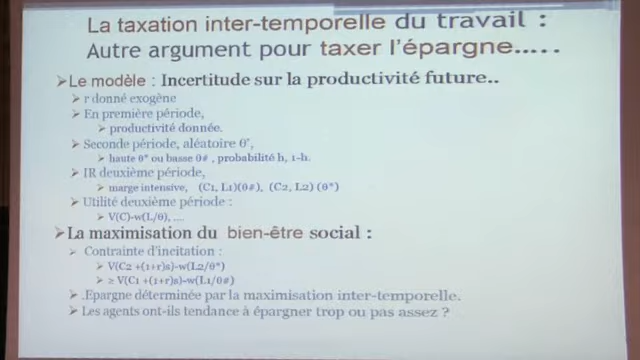 La taxation inter-temporelle du travail :
Autre argument pour taxer l'épargne…..
Le modèle : Incertitude sur la productivité future..
r donné exogène
En première période,
productivité donnée.
Seconde période, aléatoire θ',
haute θ* ou basse θ# , probabilité h, 1-h.
IR deuxième période,
marge intensive, (C1, L1)(θ#), (C2, L2) (θ*)
Utilité deuxième période :
V(C)-w(L/θ), ....
La maximisation du bien-être social :
Contrainte d'incitation :
V(C2 +(1+r)s)-w(L2/θ*)
≥ V(C1 +(1+r)s)-w(L1/θ#)
.Epargne déterminée par la maximisation inter-temporelle.
Les agents ont-ils tendance à épargner trop ou pas assez ?